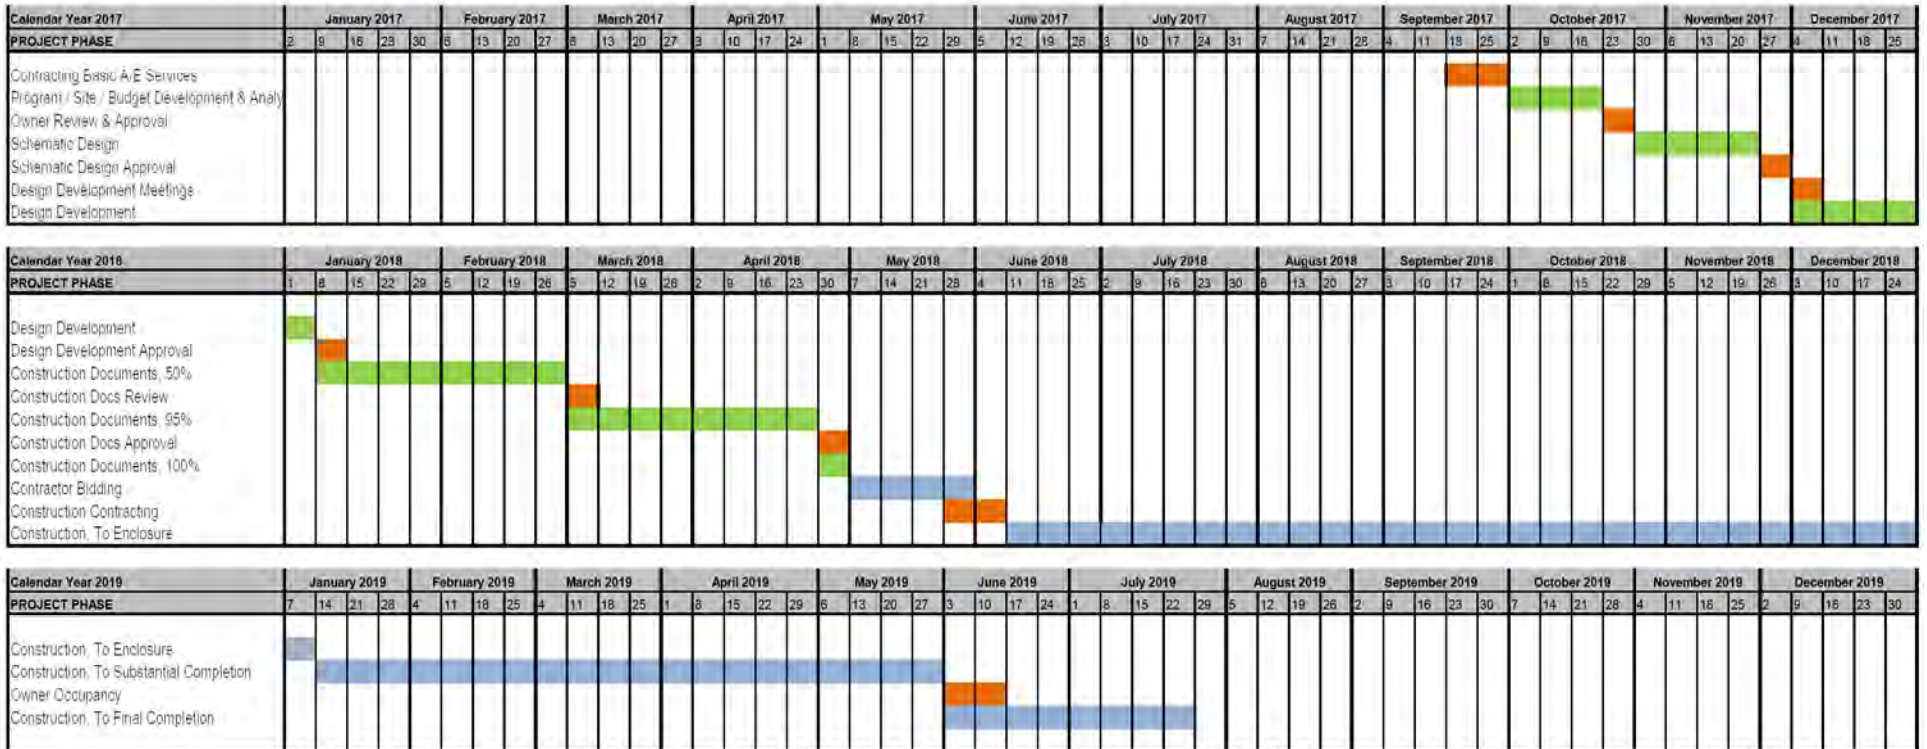 Calendar Year 2017 January 2017 February 2017 March 2017 April 2017 May 2017 June 2017 July 2017 August 2017 September 2017 October 2017 November 2017 December 2017
PROJECT PHASE 2 9 16 23 30 6 13 20 27 6 13 20 27 3 10 17 24 1 8 15 22 29 5 12 19 26 3 10 17 24 31 7 14 21 28 4 11 18 25 2 9 16 23 30 6 13 20 27 4 11 18 25
Contracting Basic A/E Services
Program / Site / Budget Development & Analy
Owner Review & Approval
Schematic Design
Schematic Design Approval
Design Development Meetings
Design Development
Calendar Year 2018 January 2018 February 2018 March 2018 April 2018 May 2018 June 2018 July 2018 August 2018 September 2018 October 2018 November 2018 December 2018
PROJECT PHASE 1 8 15 22 29 5 12 19 26 5 12 19 26 2 9 16 23 30 7 14 21 28 4 11 18 25 2 9 16 23 30 6 13 20 27 3 10 17 24 1 8 15 22 29 5 12 19 26 3 10 17 24
Design Development
Design Development Approval
Construction Documents, 50%
Construction Docs Review
Construction Documents, 95%
Construction Docs Approval
Construction Documents, 100%
Contractor Bidding
Construction Contracting
Construction, To Enclosure
Calendar Year 2019 January 2019 February 2019 March 2019 April 2019 May 2019 June 2019 July 2019 August 2019 September 2019 October 2019 November 2019 December 2019
PROJECT PHASE 7 14 21 28 4 11 18 25 4 11 18 25 1 8 15 22 29 6 13 20 27 3 10 17 24 1 8 15 22 29 5 12 19 26 2 9 16 23 30 7 14 21 28 4 11 18 25 2 9 16 23 30
Construction, To Enclosure
Construction, To Substantial Completion
Owner Occupancy
Construction, To Final Completion